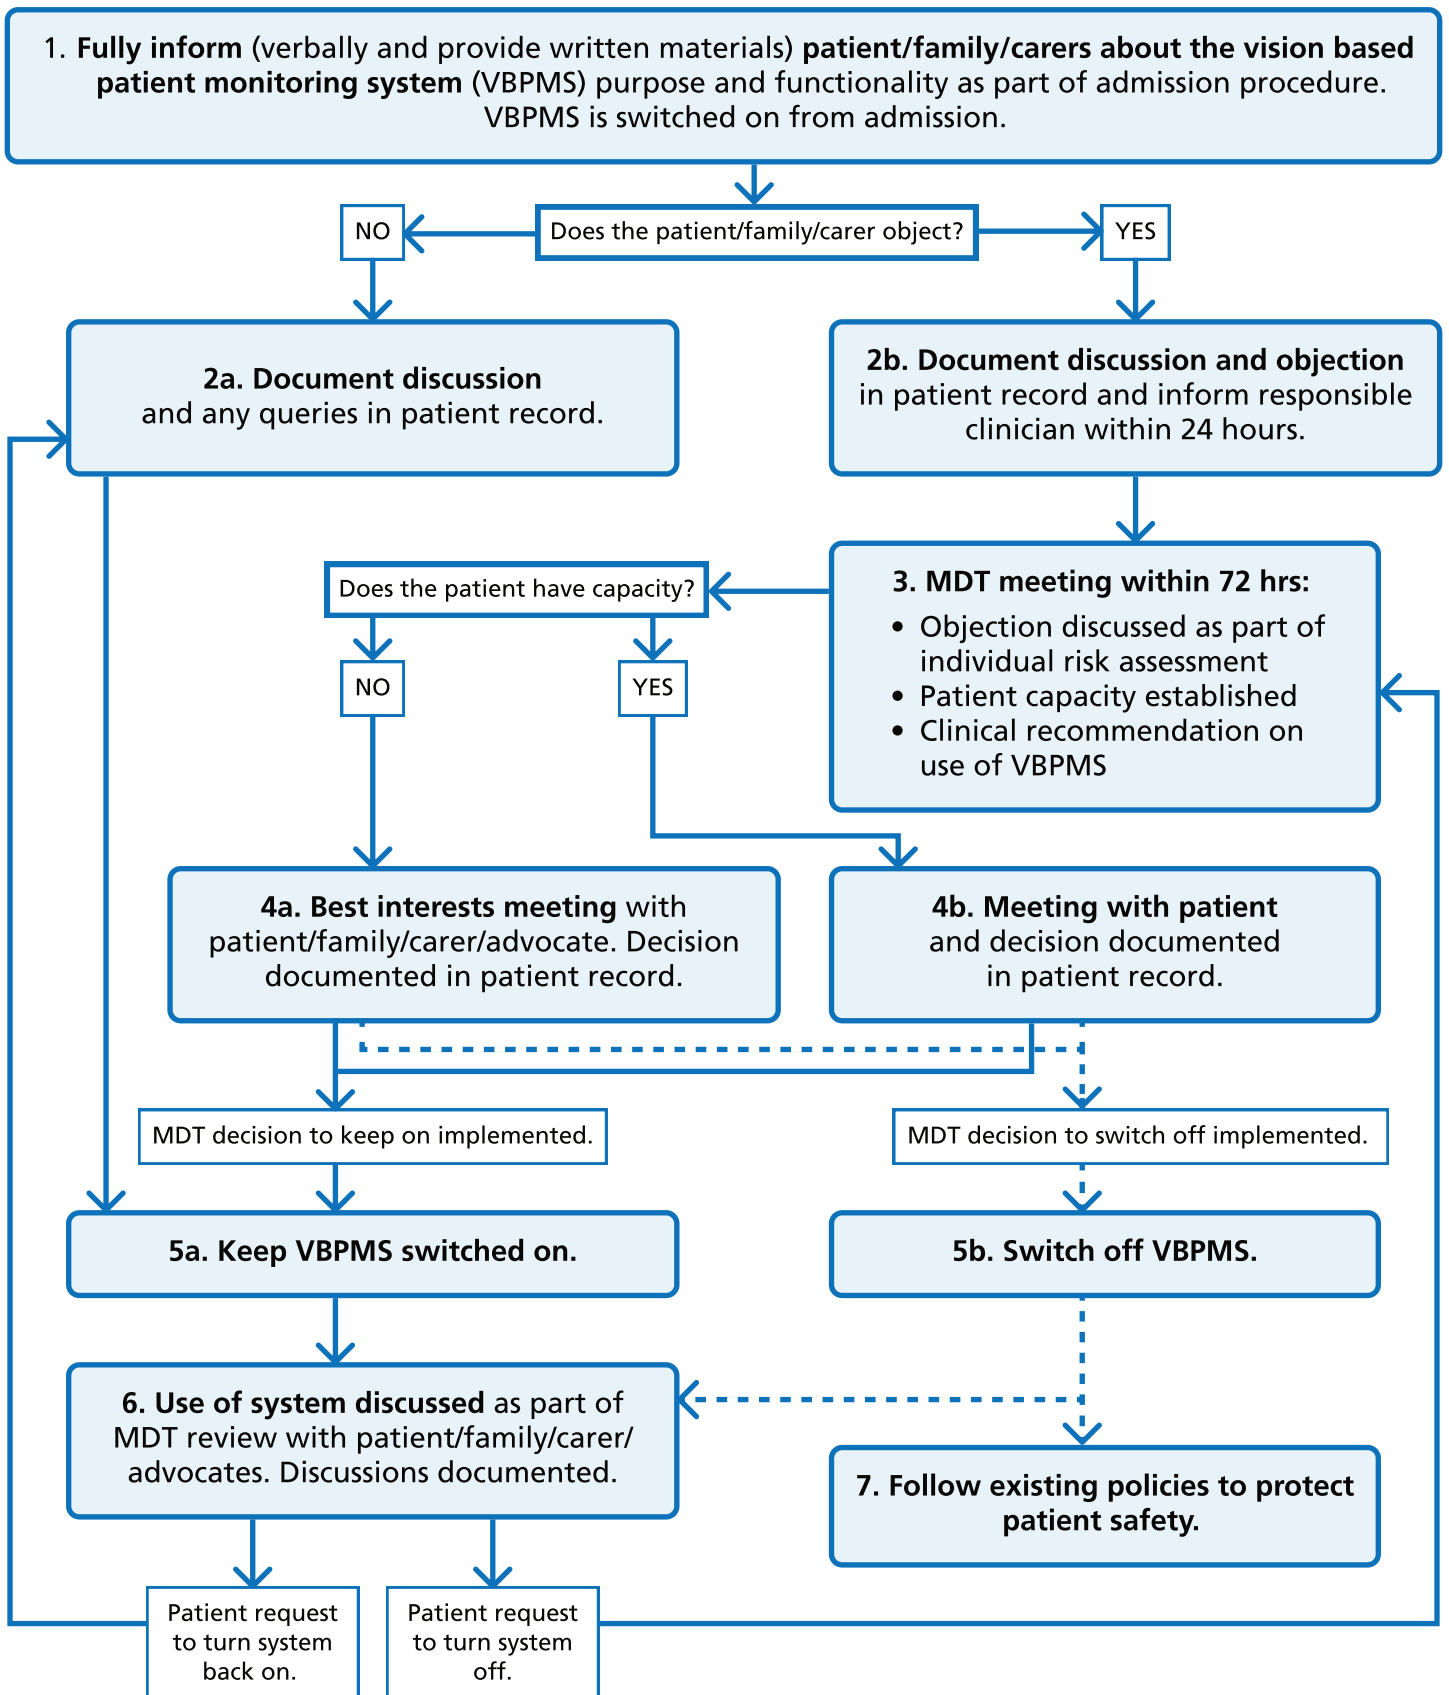 1. Fully inform (verbally and provide written materials) patient/family/carers about the vision based
patient monitoring system (VBPMS) purpose and functionality as part of admission procedure.
VBPMS is switched on from admission.
Does the patient/family/carer object?
NO
YES
2a. Document discussion
and any queries in patient record.
2b. Document discussion and objection
in patient record and inform responsible
clinician within 24 hours.
3. MDT meeting within 72 hrs:
• Objection discussed as part of
individual risk assessment
• Patient capacity established
• Clinical recommendation on
use of VBPMS
Does the patient have capacity?
NO
YES
4a. Best interests meeting with
patient/family/carer/advocate. Decision
documented in patient record.
4b. Meeting with patient
and decision documented
in patient record.
MDT decision to keep on implemented.
MDT decision to switch off implemented.
5a. Keep VBPMS switched on.
5b. Switch off VBPMS.
6. Use of system discussed as part of
MDT review with patient/family/carer/
advocates. Discussions documented.
7. Follow existing policies to protect
patient safety.
Patient request
to turn system
back on.
Patient request
to turn system
off.